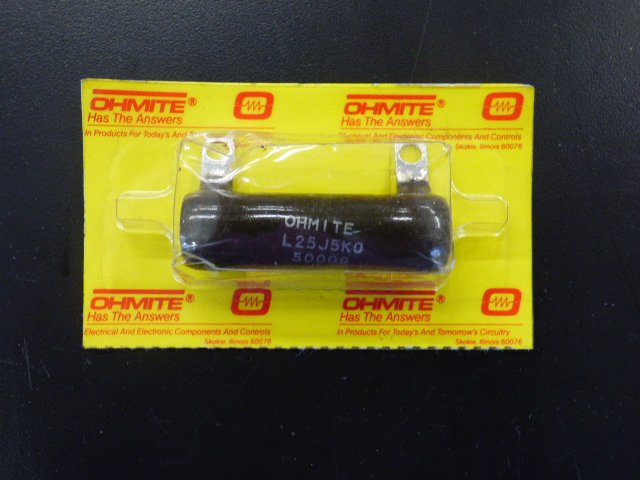 OHMITE®
Has The Answers
In Products For Today's And
OHMITE®
Has The Answers
Electrical And Electronic Components And Controls
Skokie, Illinois 60076
OHMITE
L25J5K0
5000Ω
OHMITE®
Has The Answers
Electrical And Electronic Components And Controls
Skokie, Illinois 60076
OHMITE®
Has The Answers
In Products For Today's And Tomorrow's Circuitry
Skokie, Illinois 60076